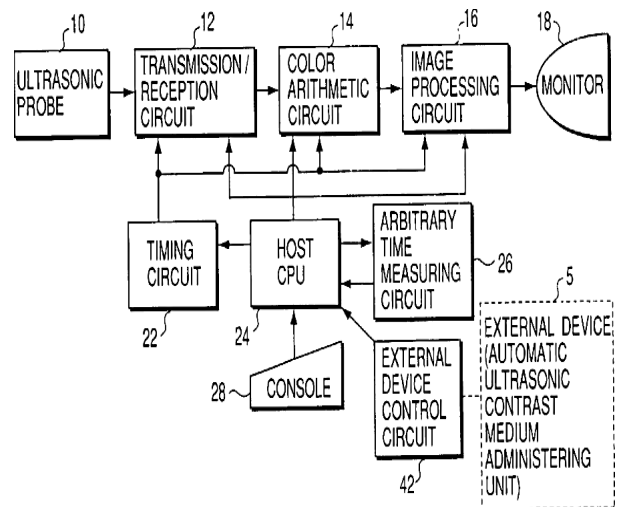 10
12
14
16
18
ULTRASONIC
PROBE
TRANSMISSION/
RECEPTION
CIRCUIT
COLOR
ARITHMETIC
CIRCUIT
IMAGE
PROCESSING
CIRCUIT
MONITOR
TIMING
CIRCUIT
22
HOST
CPU
24
ARBITRARY
TIME
MEASURING
CIRCUIT
26
28
CONSOLE
EXTERNAL
DEVICE
CONTROL
CIRCUIT
42
5
EXTERNAL DEVICE
(AUTOMATIC
ULTRASONIC
CONTRAST
MEDIUM
ADMINISTERING
UNIT)